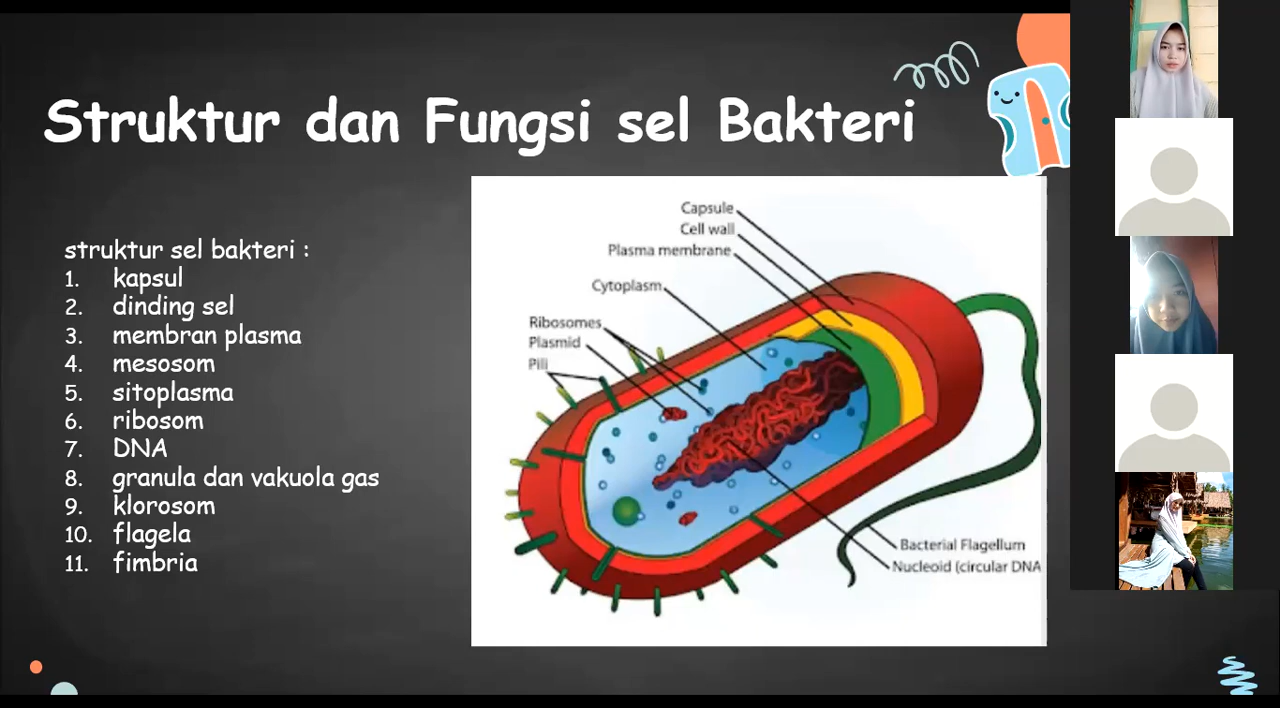 Struktur dan Fungsi sel Bakteri
struktur sel bakteri :
1. kapsul
2. dinding sel
3. membran plasma
4. mesosom
5. sitoplasma
6. ribosom
7. DNA
8. granula dan vakuola gas
9. klorosom
10. flagela
11. fimbria
Capsule
Cell wall
Plasma membrane
Cytoplasm
Ribosomes
Plasmid
Pili
Bacterial Flagellum
Nucleoid (circular DNA